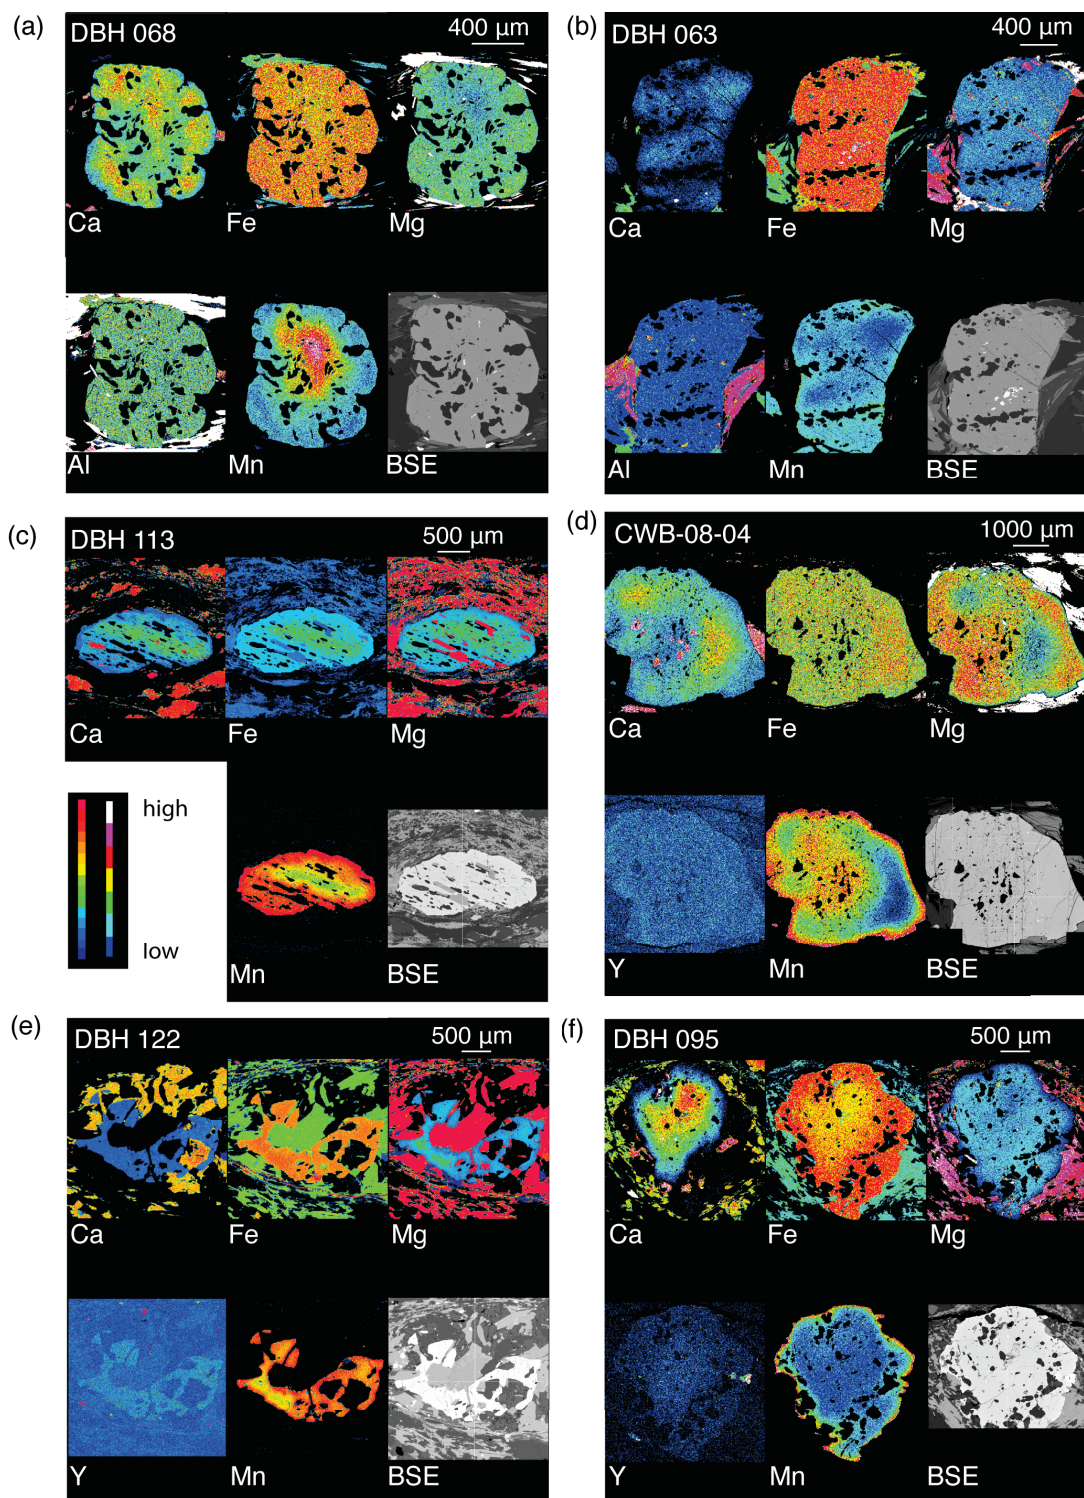 (a) DBH 068 400 µm
Ca Fe Mg
Al Mn BSE
(b) DBH 063 400 µm
Ca Fe Mg
Al Mn BSE
(c) DBH 113 500 µm
Ca Fe Mg
high
low
Mn BSE
(d) CWB-08-04 1000 µm
Ca Fe Mg
Y Mn BSE
(e) DBH 122 500 µm
Ca Fe Mg
Y Mn BSE
(f) DBH 095 500 µm
Ca Fe Mg
Y Mn BSE